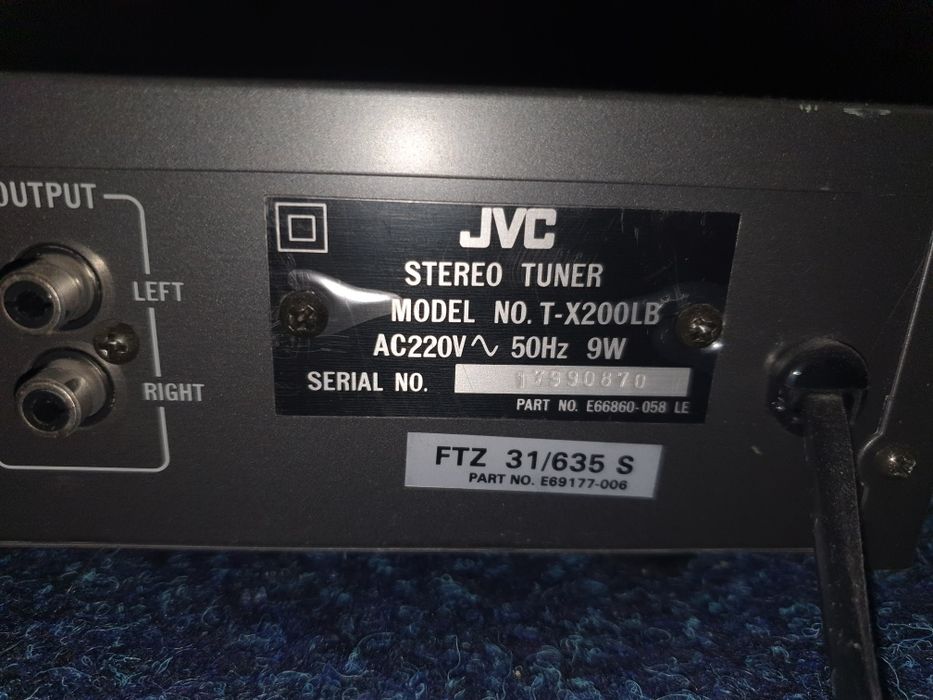 OUTPUT
LEFT
RIGHT
JVC
STEREO TUNER
MODEL NO. T-X200LB
AC220V ∿ 50Hz 9W
SERIAL NO. 17990870
PART NO. E66860-058 LE
FTZ 31/635 S
PART NO. E69177-006